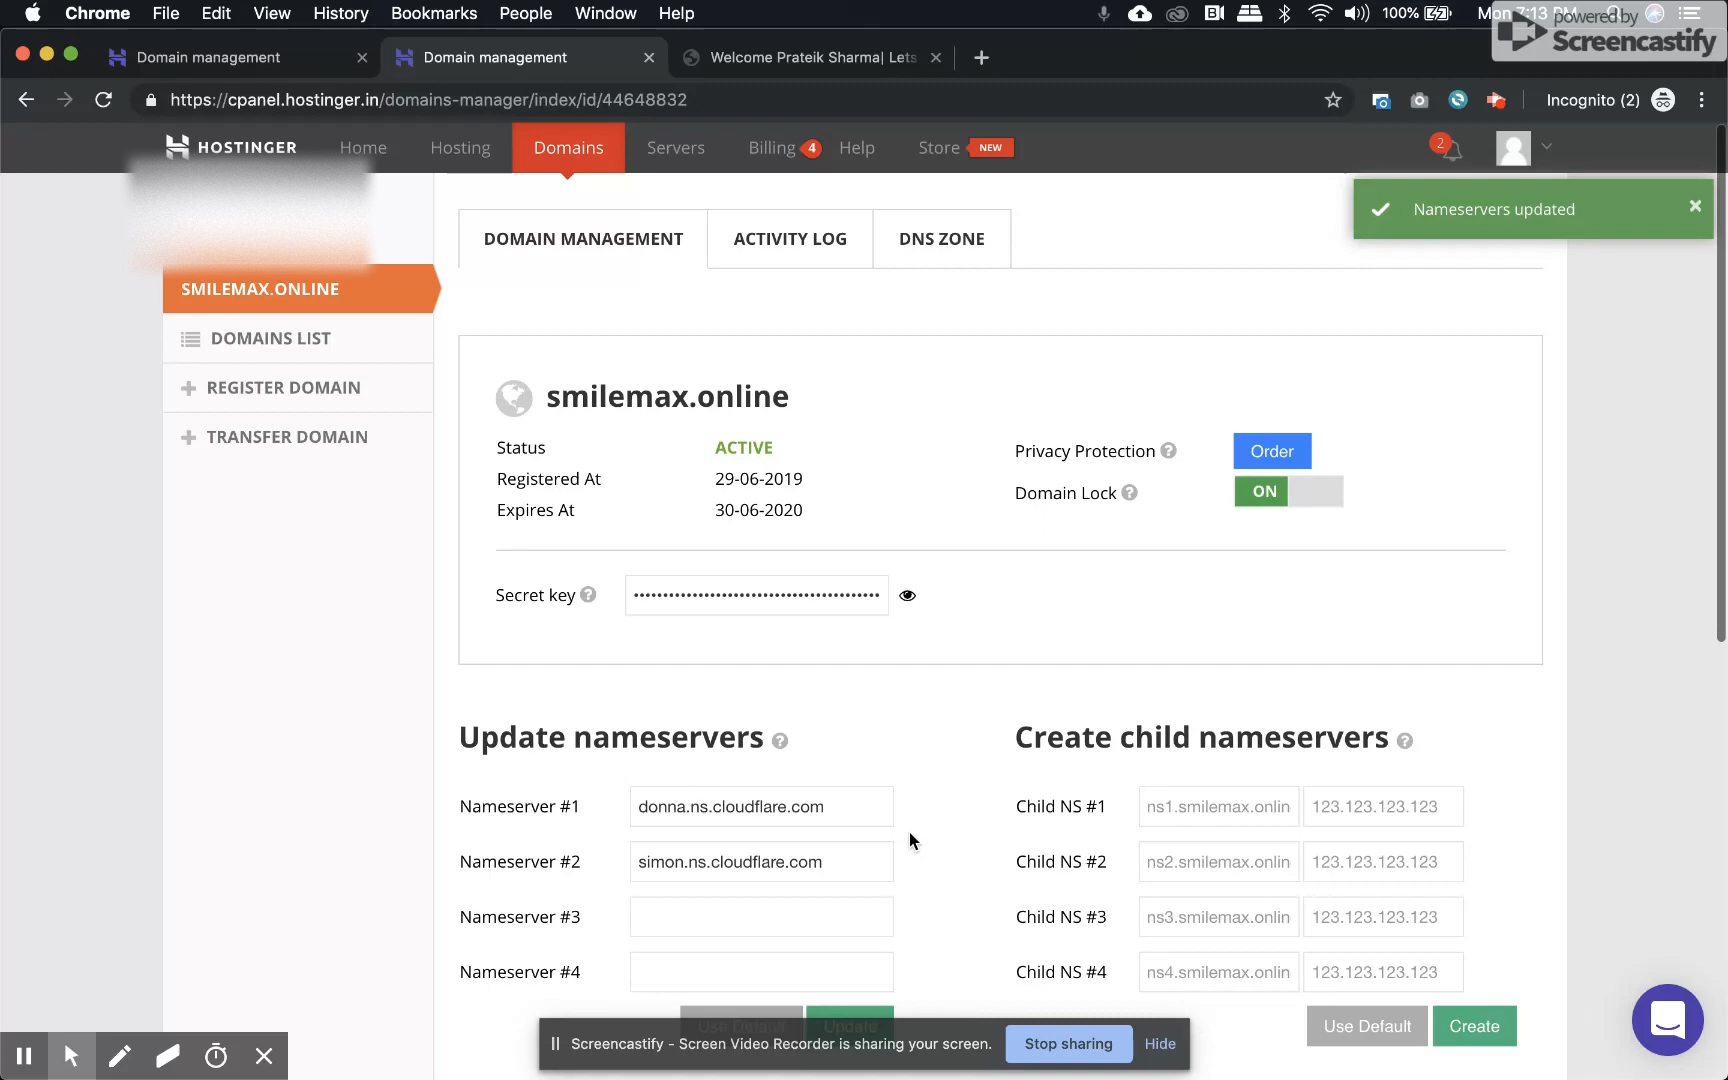 Chrome File Edit View History Bookmarks People Window Help
100% Mon 7:13 PM
powered by
Screencastify
Domain management
Domain management
Welcome Prateik Sharma| Lets
https://cpanel.hostinger.in/domains-manager/index/id/44648832
Incognito (2)
HOSTINGER Home Hosting Domains Servers Billing 4 Help Store NEW
2
Nameservers updated
DOMAIN MANAGEMENT ACTIVITY LOG DNS ZONE
SMILEMAX.ONLINE
DOMAINS LIST
REGISTER DOMAIN
TRANSFER DOMAIN
smilemax.online
Status ACTIVE
Registered At 29-06-2019
Expires At 30-06-2020
Privacy Protection Order
Domain Lock ON
Secret key
Update nameservers
Nameserver #1 donna.ns.cloudflare.com
Nameserver #2 simon.ns.cloudflare.com
Nameserver #3
Nameserver #4
Use Default Update
Create child nameservers
Child NS #1 ns1.smilemax.onlin 123.123.123.123
Child NS #2 ns2.smilemax.onlin 123.123.123.123
Child NS #3 ns3.smilemax.onlin 123.123.123.123
Child NS #4 ns4.smilemax.onlin 123.123.123.123
Use Default Create
Screencastify - Screen Video Recorder is sharing your screen. Stop sharing Hide